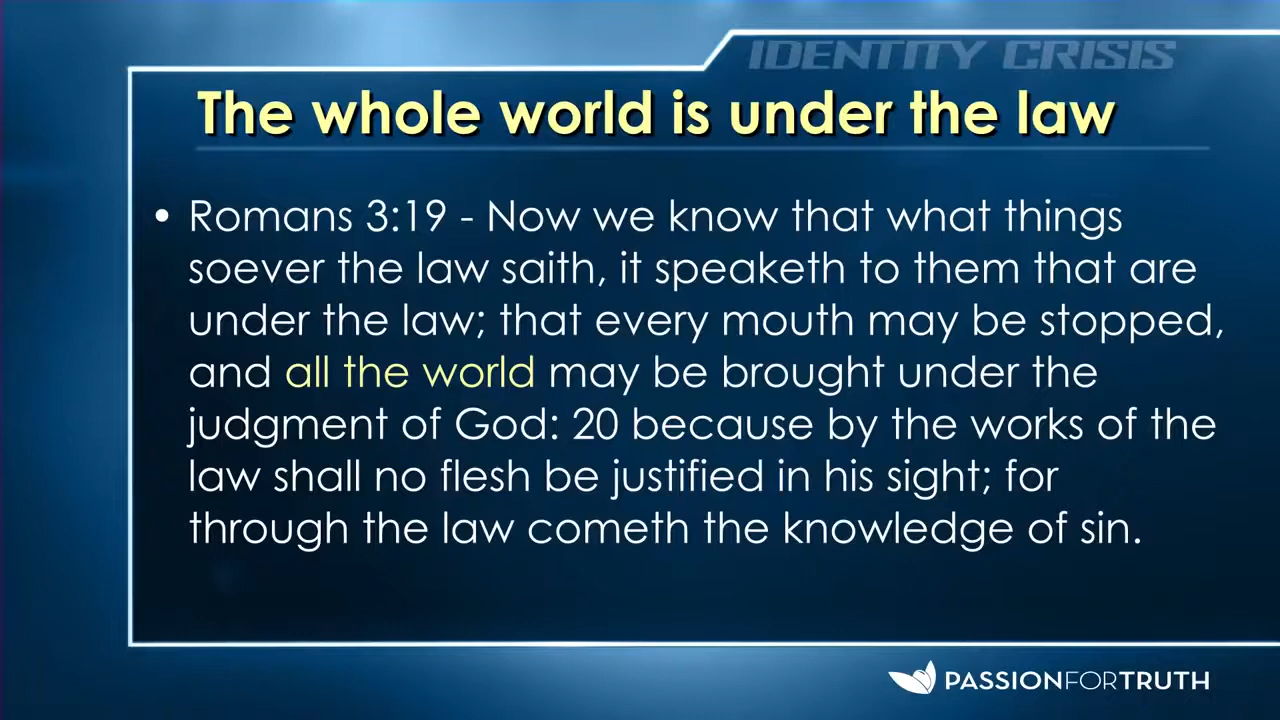 IDENTITY CRISIS
The whole world is under the law
• Romans 3:19 - Now we know that what things
soever the law saith, it speaketh to them that are
under the law; that every mouth may be stopped,
and all the world may be brought under the
judgment of God: 20 because by the works of the
law shall no flesh be justified in his sight; for
through the law cometh the knowledge of sin.
PASSIONFORTRUTH